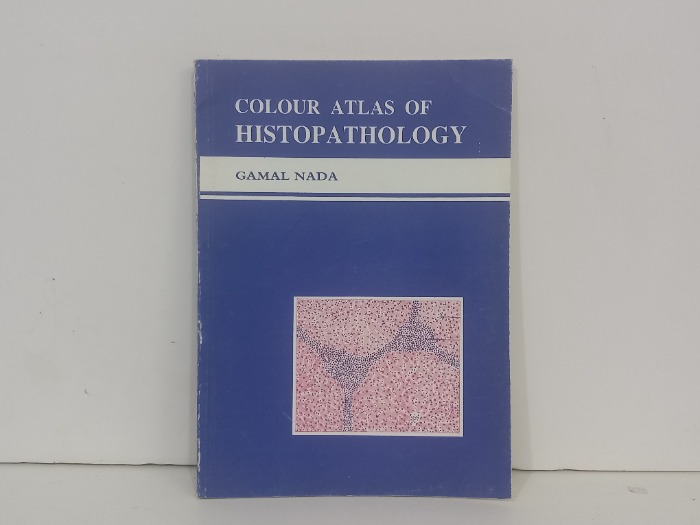 COLOUR ATLAS OF
HISTOPATHOLOGY
GAMAL NADA